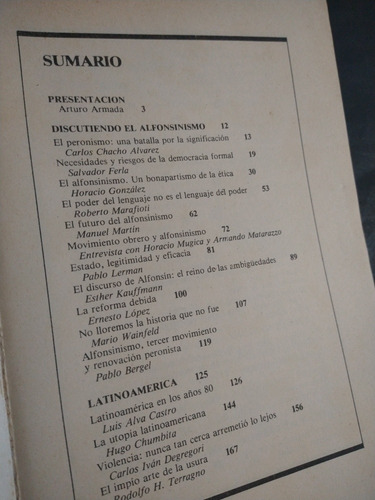 SUMARIO
PRESENTACION
Arturo Armada 3
DISCUTIENDO EL ALFONSINISMO 12
El peronismo: una batalla por la significación 13
Carlos Chacho Alvarez
Necesidades y riesgos de la democracia formal 19
Salvador Ferla
El alfonsinismo. Un bonapartismo de la ética 30
Horacio González
El poder del lenguaje no es el lenguaje del poder 53
Roberto Marafioti
El futuro del alfonsinismo 62
Manuel Martin
Movimiento obrero y alfonsinismo 72
Entrevista con Horacio Mugica y Armando Matarazzo
Estado, legitimidad y eficacia 81
Pablo Lerman
El discurso de Alfonsín: el reino de las ambigüedades 89
Esther Kauffmann
La reforma debida 100
Ernesto López
No lloremos la historia que no fue 107
Mario Wainfeld
Alfonsinismo, tercer movimiento
y renovación peronista 119
Pablo Bergel
LATINOAMERICA 125
Latinoamérica en los años 80 126
Luis Alva Castro
La utopía latinoamericana 144
Hugo Chumbita
Violencia: nunca tan cerca arremetió lo lejos 156
Carlos Iván Degregori
El impío arte de la usura 167
Rodolfo H. Terragno